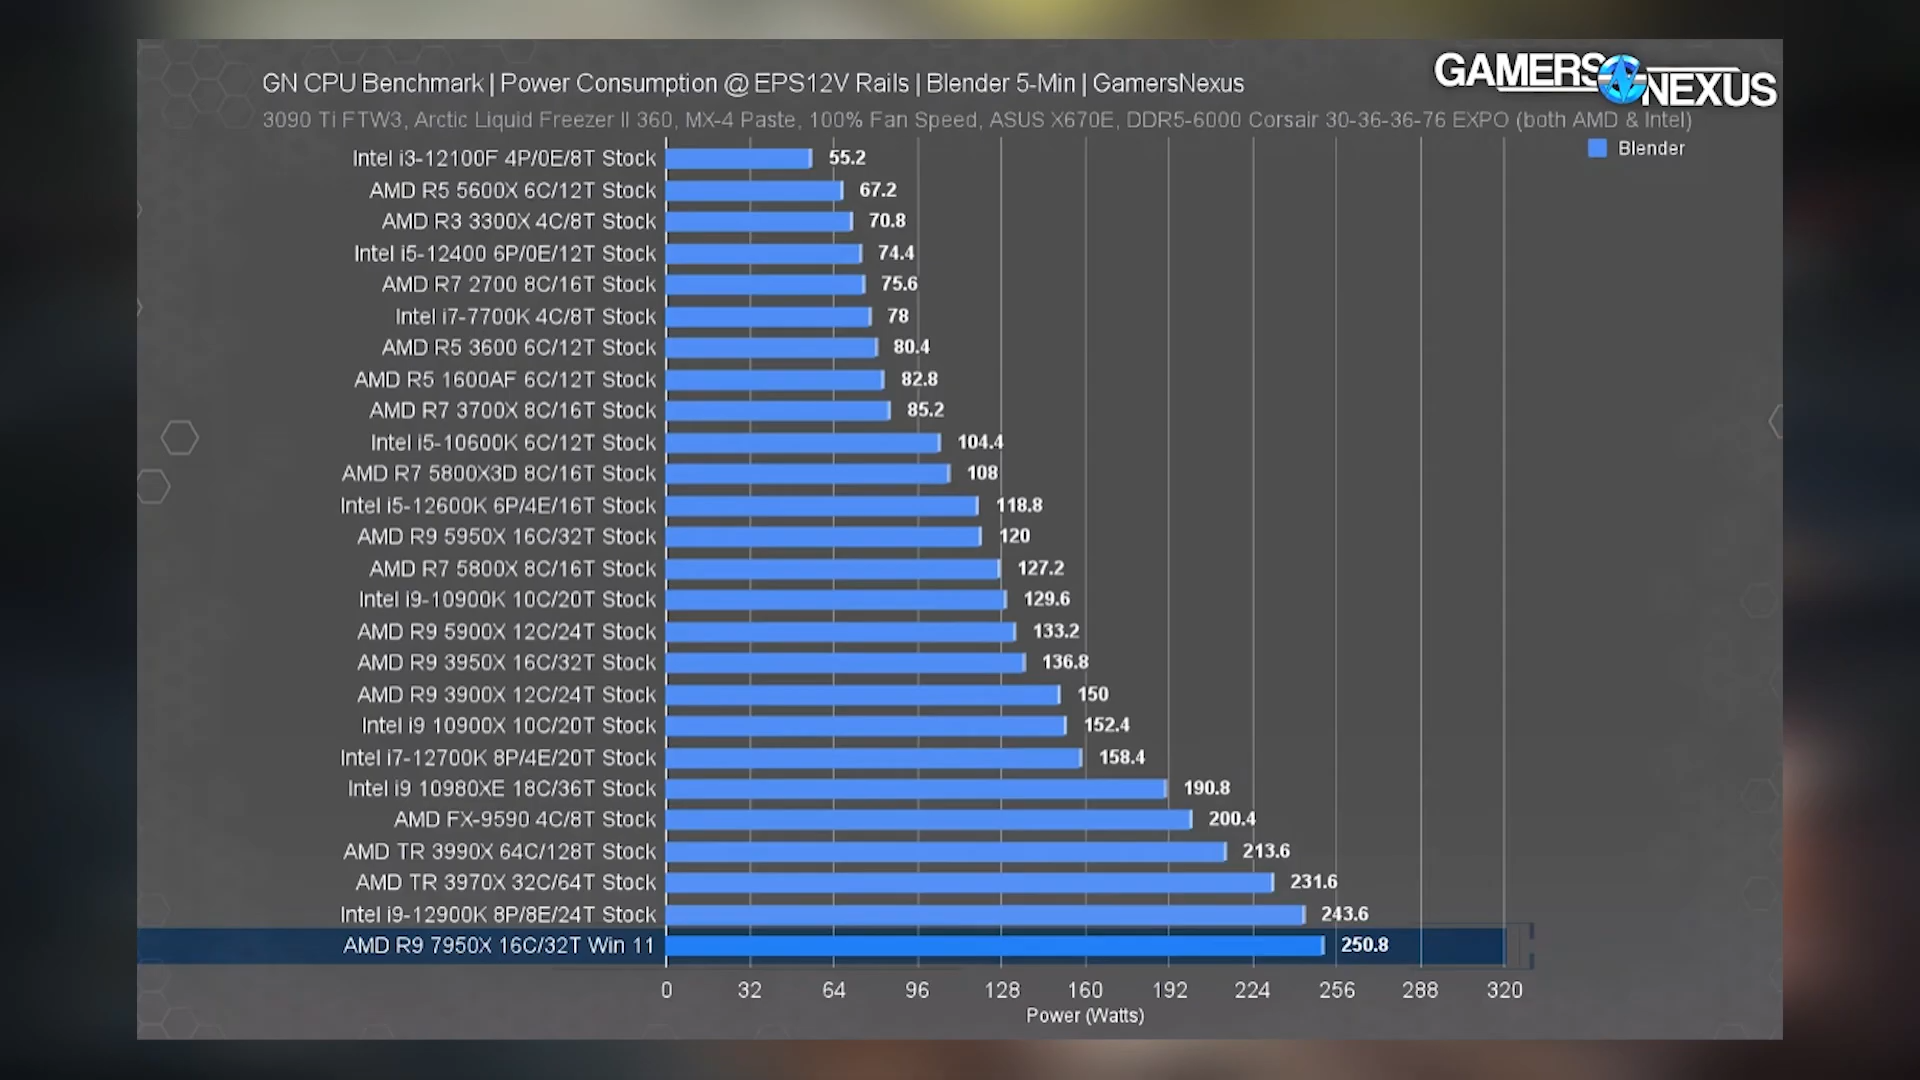 GN CPU Benchmark | Power Consumption @ EPS12V Rails | Blender 5-Min | GamersNexus
GAMERS NEXUS
3090 Ti FTW3, Arctic Liquid Freezer II 360, MX-4 Paste, 100% Fan Speed, ASUS X670E, DDR5-6000 Corsair 30-36-36-76 EXPO (both AMD & Intel)
Blender
Intel i3-12100F 4P/0E/8T Stock 55.2
AMD R5 5600X 6C/12T Stock 67.2
AMD R3 3300X 4C/8T Stock 70.8
Intel i5-12400 6P/0E/12T Stock 74.4
AMD R7 2700 8C/16T Stock 75.6
Intel i7-7700K 4C/8T Stock 78
AMD R5 3600 6C/12T Stock 80.4
AMD R5 1600AF 6C/12T Stock 82.8
AMD R7 3700X 8C/16T Stock 85.2
Intel i5-10600K 6C/12T Stock 104.4
AMD R7 5800X3D 8C/16T Stock 108
Intel i5-12600K 6P/4E/16T Stock 118.8
AMD R9 5950X 16C/32T Stock 120
AMD R7 5800X 8C/16T Stock 127.2
Intel i9-10900K 10C/20T Stock 129.6
AMD R9 5900X 12C/24T Stock 133.2
AMD R9 3950X 16C/32T Stock 136.8
AMD R9 3900X 12C/24T Stock 150
Intel i9 10900X 10C/20T Stock 152.4
Intel i7-12700K 8P/4E/20T Stock 158.4
Intel i9 10980XE 18C/36T Stock 190.8
AMD FX-9590 4C/8T Stock 200.4
AMD TR 3990X 64C/128T Stock 213.6
AMD TR 3970X 32C/64T Stock 231.6
Intel i9-12900K 8P/8E/24T Stock 243.6
AMD R9 7950X 16C/32T Win 11 250.8
0 32 64 96 128 160 192 224 256 288 320
Power (Watts)